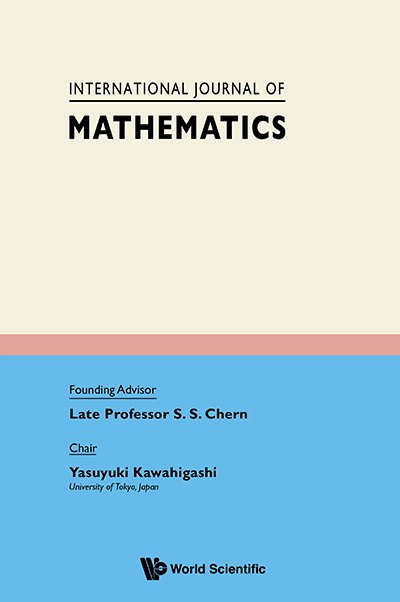 INTERNATIONAL JOURNAL OF
MATHEMATICS
Founding Advisor
Late Professor S. S. Chern
Chair
Yasuyuki Kawahigashi
University of Tokyo, Japan
World Scientific